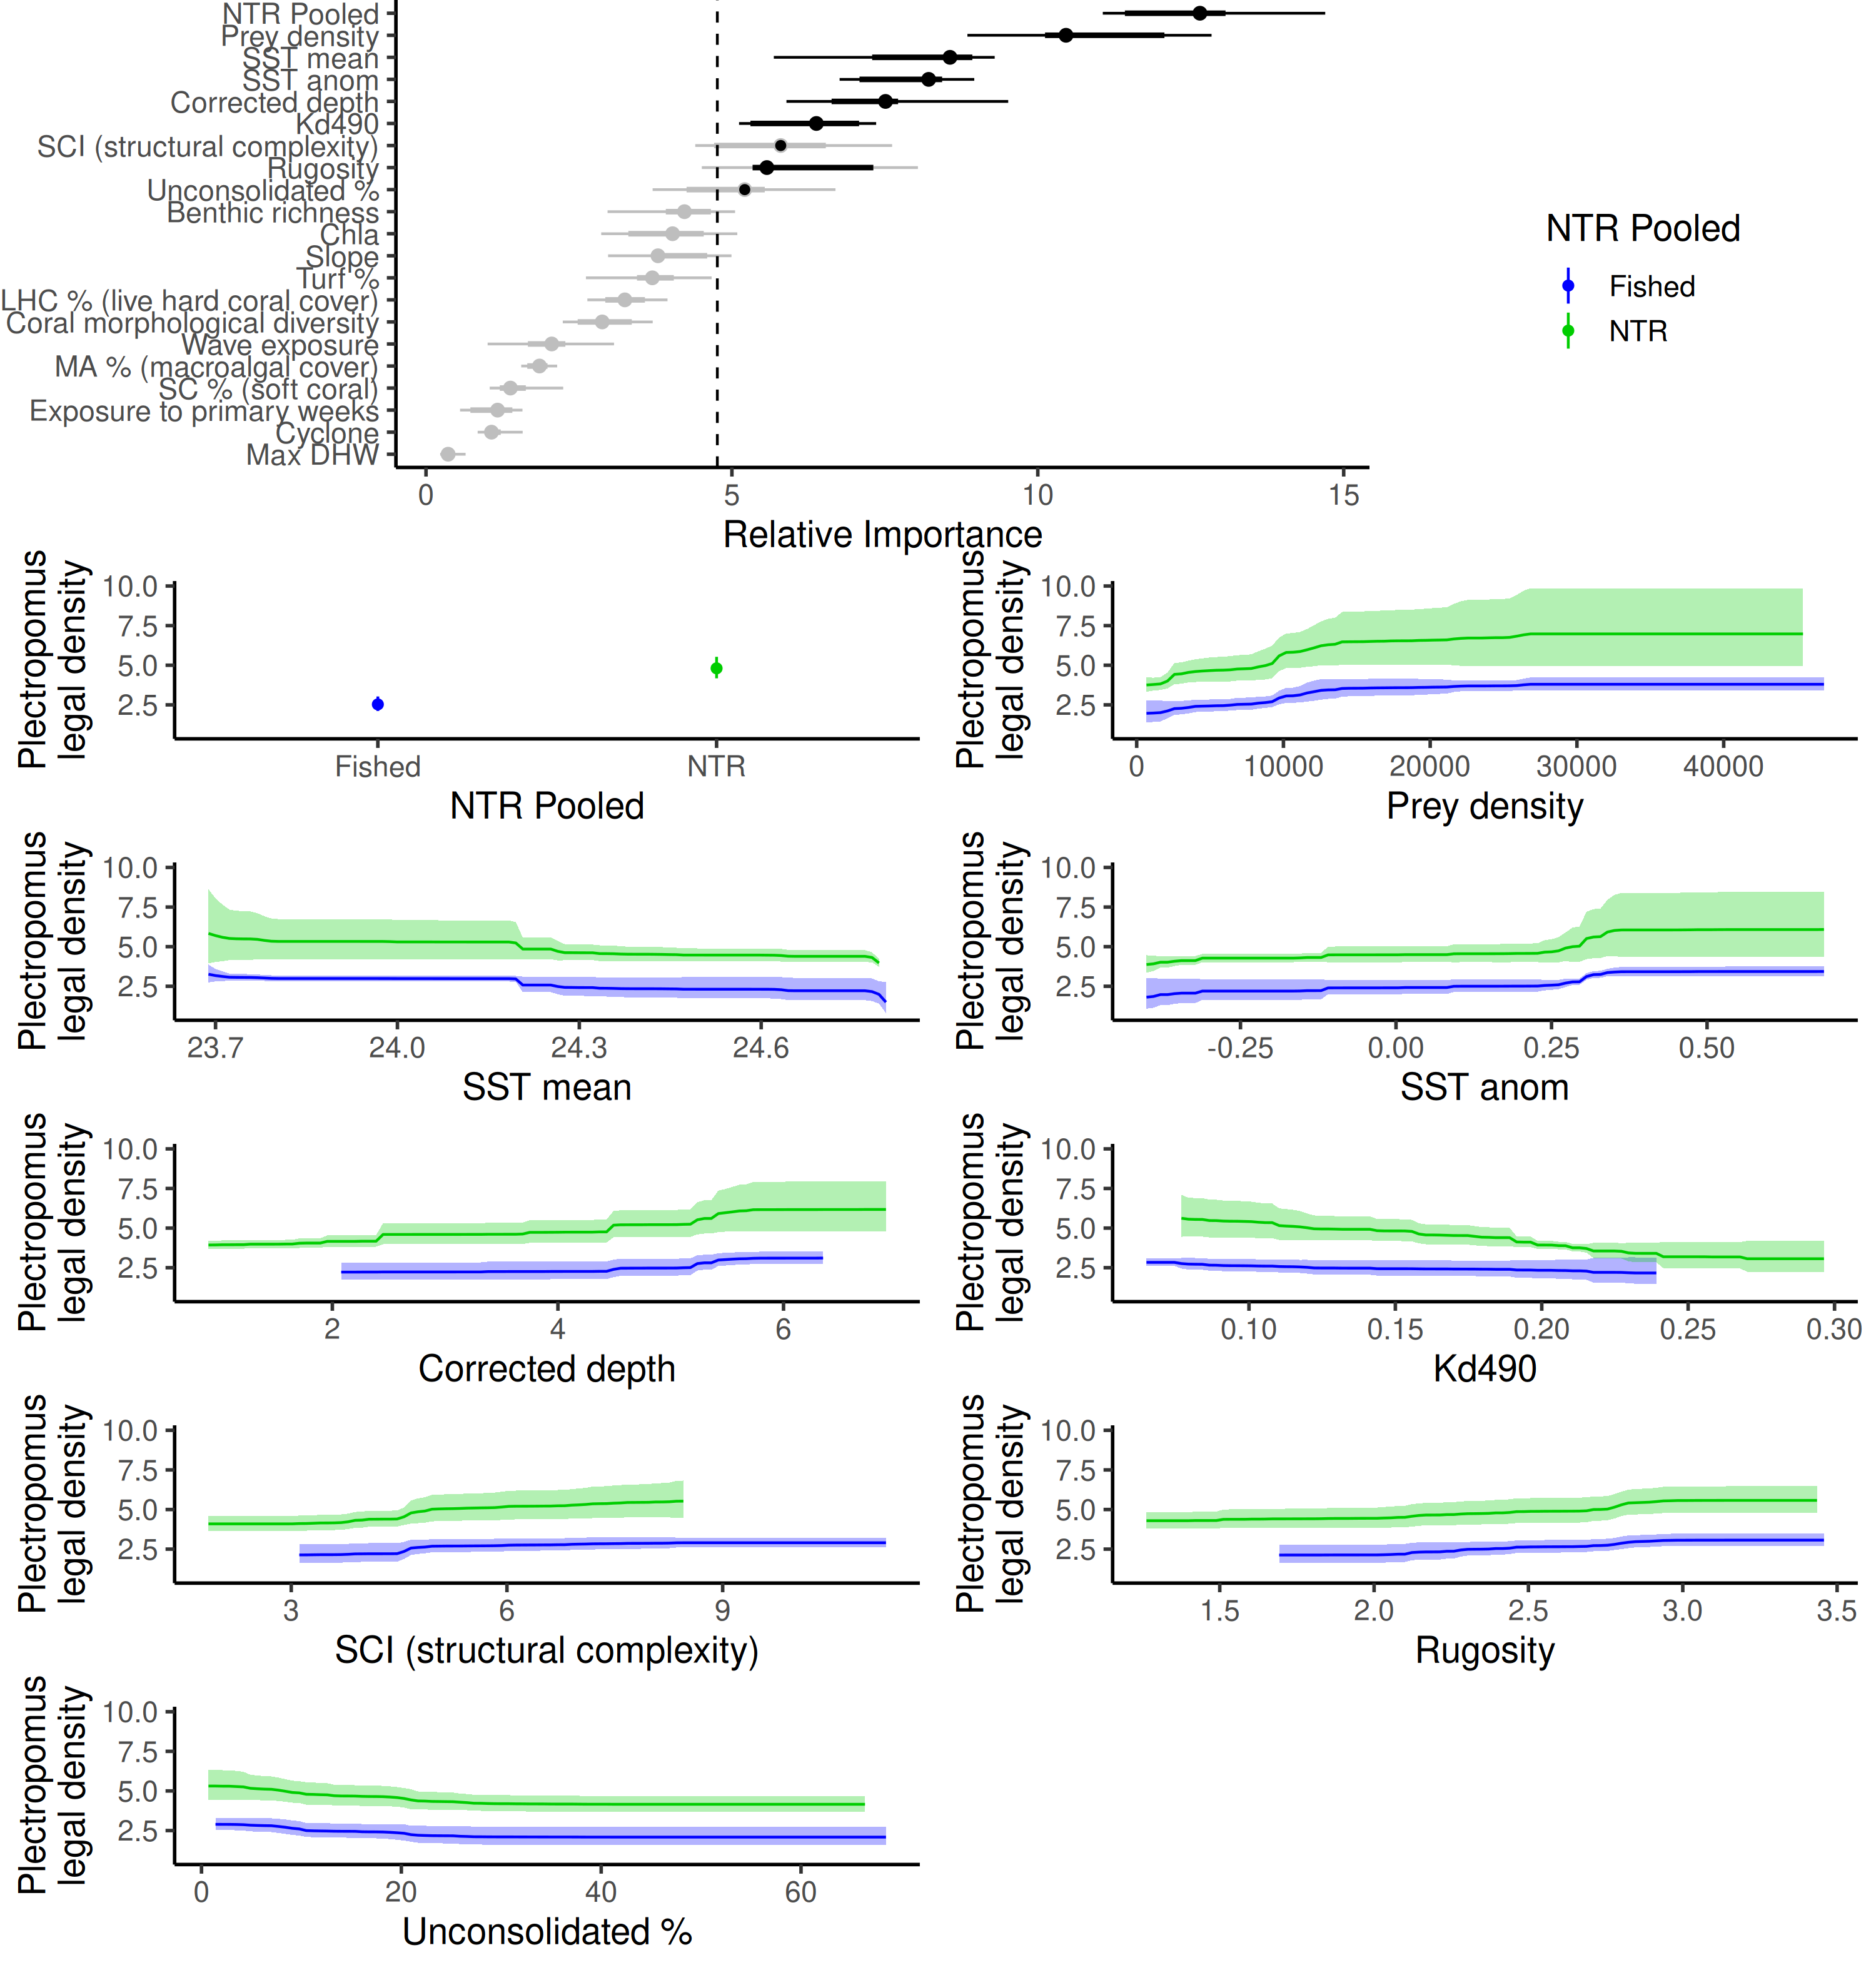 NTR Pooled
Prey density
SST mean
SST anom
Corrected depth
Kd490
SCI (structural complexity)
Rugosity
Unconsolidated %
Benthic richness
Chla
Slope
Turf %
LHC % (live hard coral cover)
Coral morphological diversity
Wave exposure
MA % (macroalgal cover)
SC % (soft coral)
Exposure to primary weeks
Cyclone
Max DHW
0 5 10 15
Relative Importance
NTR Pooled
Fished
NTR
Plectropomus
legal density
10.0
7.5
5.0
2.5
Fished NTR
NTR Pooled
Plectropomus
legal density
10.0
7.5
5.0
2.5
0 10000 20000 30000 40000
Prey density
Plectropomus
legal density
10.0
7.5
5.0
2.5
23.7 24.0 24.3 24.6
SST mean
Plectropomus
legal density
10.0
7.5
5.0
2.5
-0.25 0.00 0.25 0.50
SST anom
Plectropomus
legal density
10.0
7.5
5.0
2.5
2 4 6
Corrected depth
Plectropomus
legal density
10.0
7.5
5.0
2.5
0.10 0.15 0.20 0.25 0.30
Kd490
Plectropomus
legal density
10.0
7.5
5.0
2.5
3 6 9
SCI (structural complexity)
Plectropomus
legal density
10.0
7.5
5.0
2.5
1.5 2.0 2.5 3.0 3.5
Rugosity
Plectropomus
legal density
10.0
7.5
5.0
2.5
0 20 40 60
Unconsolidated %